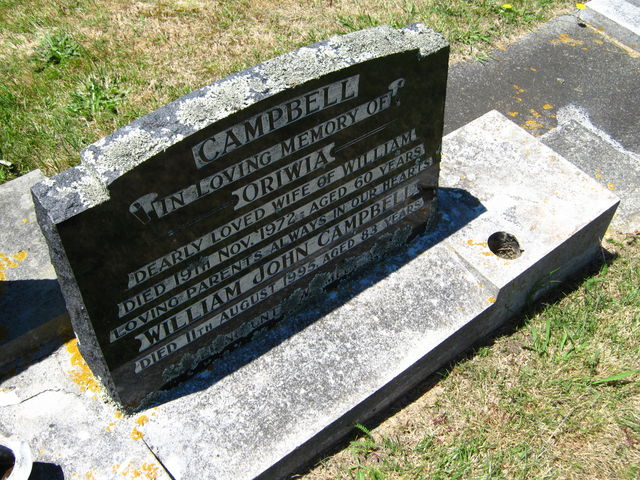 CAMPBELL
IN LOVING MEMORY OF
ORIWIA
DEARLY LOVED WIFE OF WILLIAM
DIED 19TH NOV. 1972, AGED 60 YEARS.
LOVING PARENTS ALWAYS IN OUR HEARTS
WILLIAM JOHN CAMPBELL
DIED 11TH AUGUST 1995, AGED 83 YEARS